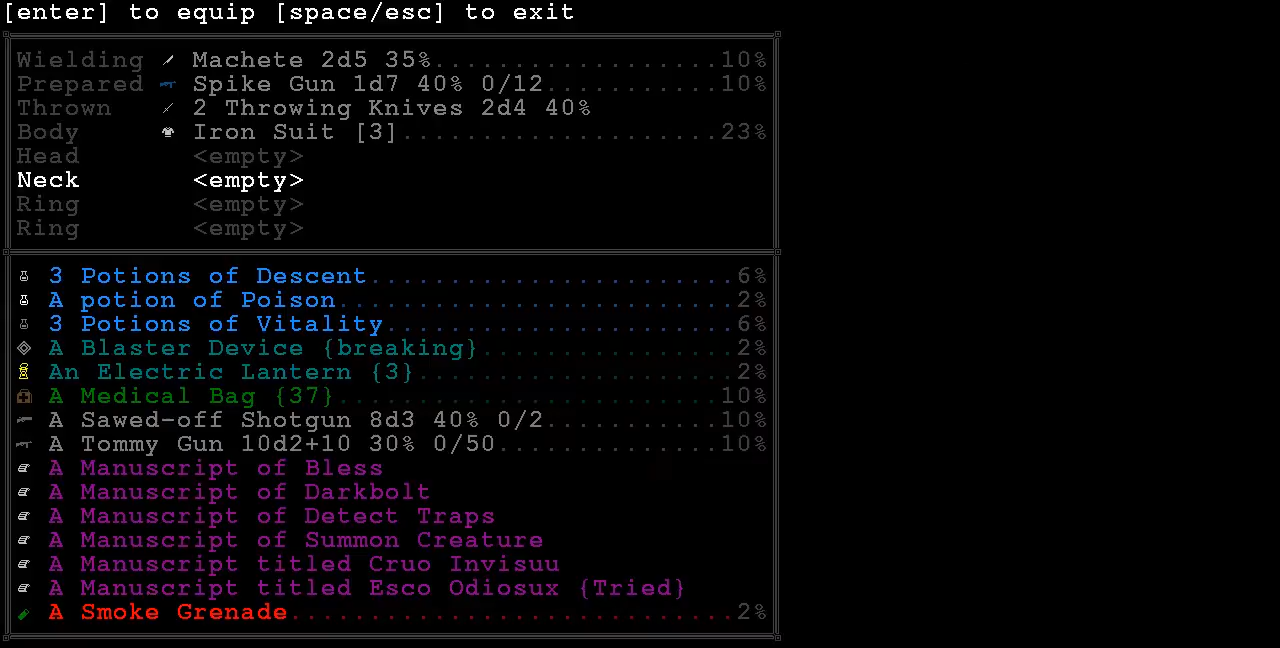 [enter] to equip [space/esc] to exit
Wielding Machete 2d5 35%..................10%
Prepared Spike Gun 1d7 40% 0/12...........10%
Thrown 2 Throwing Knives 2d4 40%
Body Iron Suit [3]....................23%
Head <empty>
Neck <empty>
Ring <empty>
Ring <empty>
3 Potions of Descent.......................6%
A potion of Poison.........................2%
3 Potions of Vitality......................6%
A Blaster Device {breaking}................2%
An Electric Lantern {3}....................2%
A Medical Bag {37}........................10%
A Sawed-off Shotgun 8d3 40% 0/2...........10%
A Tommy Gun 10d2+10 30% 0/50..............10%
A Manuscript of Bless
A Manuscript of Darkbolt
A Manuscript of Detect Traps
A Manuscript of Summon Creature
A Manuscript titled Cruo Invisuu
A Manuscript titled Esco Odiosux {Tried}
A Smoke Grenade............................2%